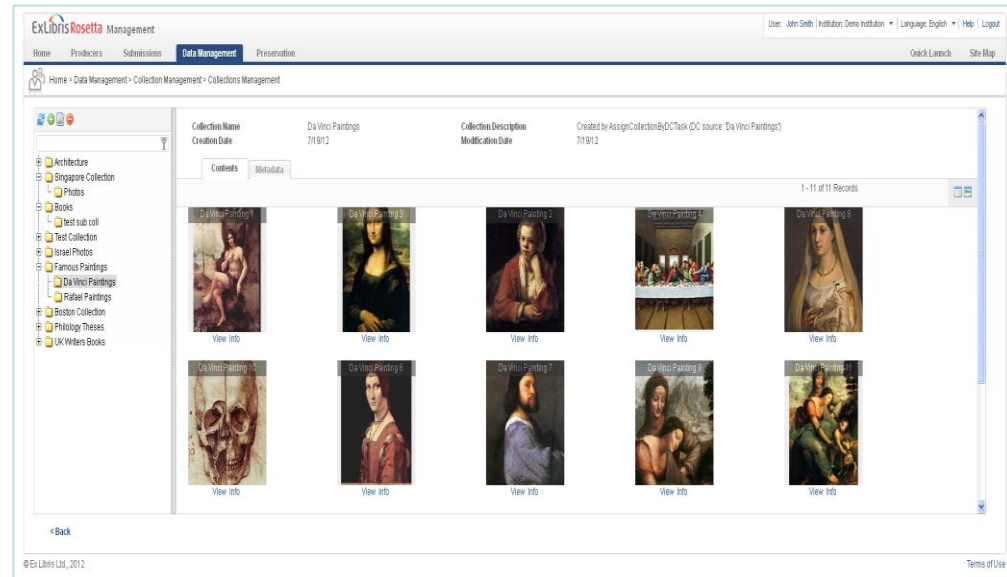 ExLibris Rosetta Management
User: John Smith | Institution: Demo Institution | Language: English | Help | Logout
Home Producers Submissions Data Management Preservation Quick Launch Site Map
Home > Data Management > Collection Management > Collections Management
Collection Name Da Vinci Paintings Collection Description Created by AssignCollectionByDCTask (DC source: 'Da Vinci Paintings')
Creation Date 7/19/12 Modification Date 7/19/12
Contents Metadata
1 - 11 of 11 Records
Architecture
Singapore Collection
Photos
Books
test sub coll
Test Collection
Israel Photos
Famous Paintings
Da Vinci Paintings
Rafael Paintings
Boston Collection
Philology Theses
UK Writers Books
Da Vinci Painting 1 Da Vinci Painting 3 Da Vinci Painting 2 Da Vinci Painting 4 Da Vinci Painting 8
View Info View Info View Info View Info View Info
Da Vinci Painting 10 Da Vinci Painting 6 Da Vinci Painting 7 Da Vinci Painting 9 Da Vinci Painting 11
View Info View Info View Info View Info View Info
< Back
© Ex Libris Ltd., 2012 Terms of Use